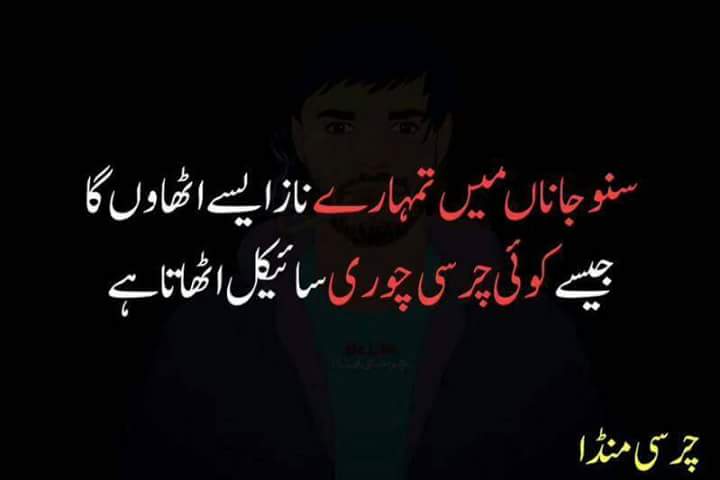 سنو جاناں میں تمہارے ناز ایسے اٹھاوں گا
جیسے کوئی چرسی چوری سائیکل اٹھاتا ہے
چرسی منڈا